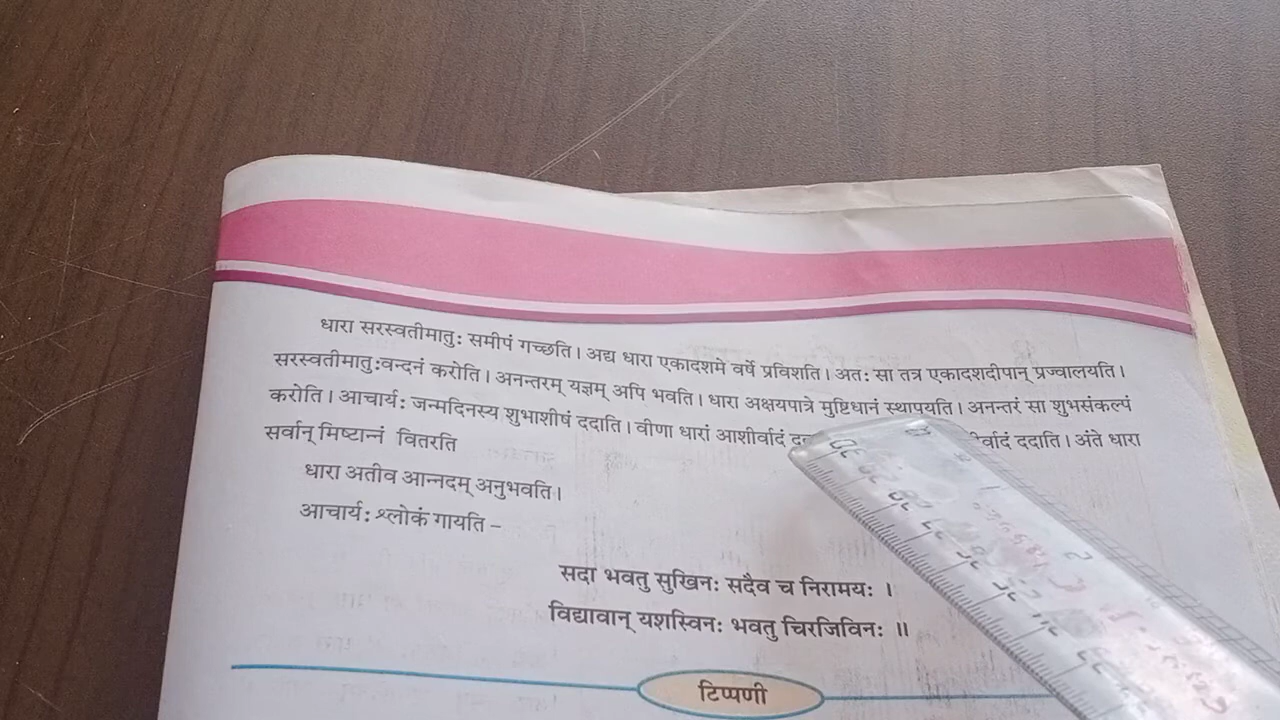 धारा सरस्वतीमातुः समीपं गच्छति। अद्य धारा एकादशमे वर्षे प्रविशति। अतः सा तत्र एकादशदीपान् प्रज्वालयति।
सरस्वतीमातुःवन्दनं करोति। अनन्तरम् यज्ञम् अपि भवति। धारा अक्षयपात्रे मुष्टिधानं स्थापयति। अनन्तरं सा शुभसंकल्पं
करोति। आचार्यः जन्मदिनस्य शुभाशीषं ददाति। वीणा धारां आशीर्वादं ददाति। अंते धारा
सर्वान् मिष्टान्नं वितरति
धारा अतीव आन्नदम् अनुभवति।
आचार्यः श्लोकं गायति –
सदा भवतु सुखिनः सदैव च निरामयः ।
विद्यावान् यशस्विनः भवतु चिरजिविनः ॥
टिप्पणी